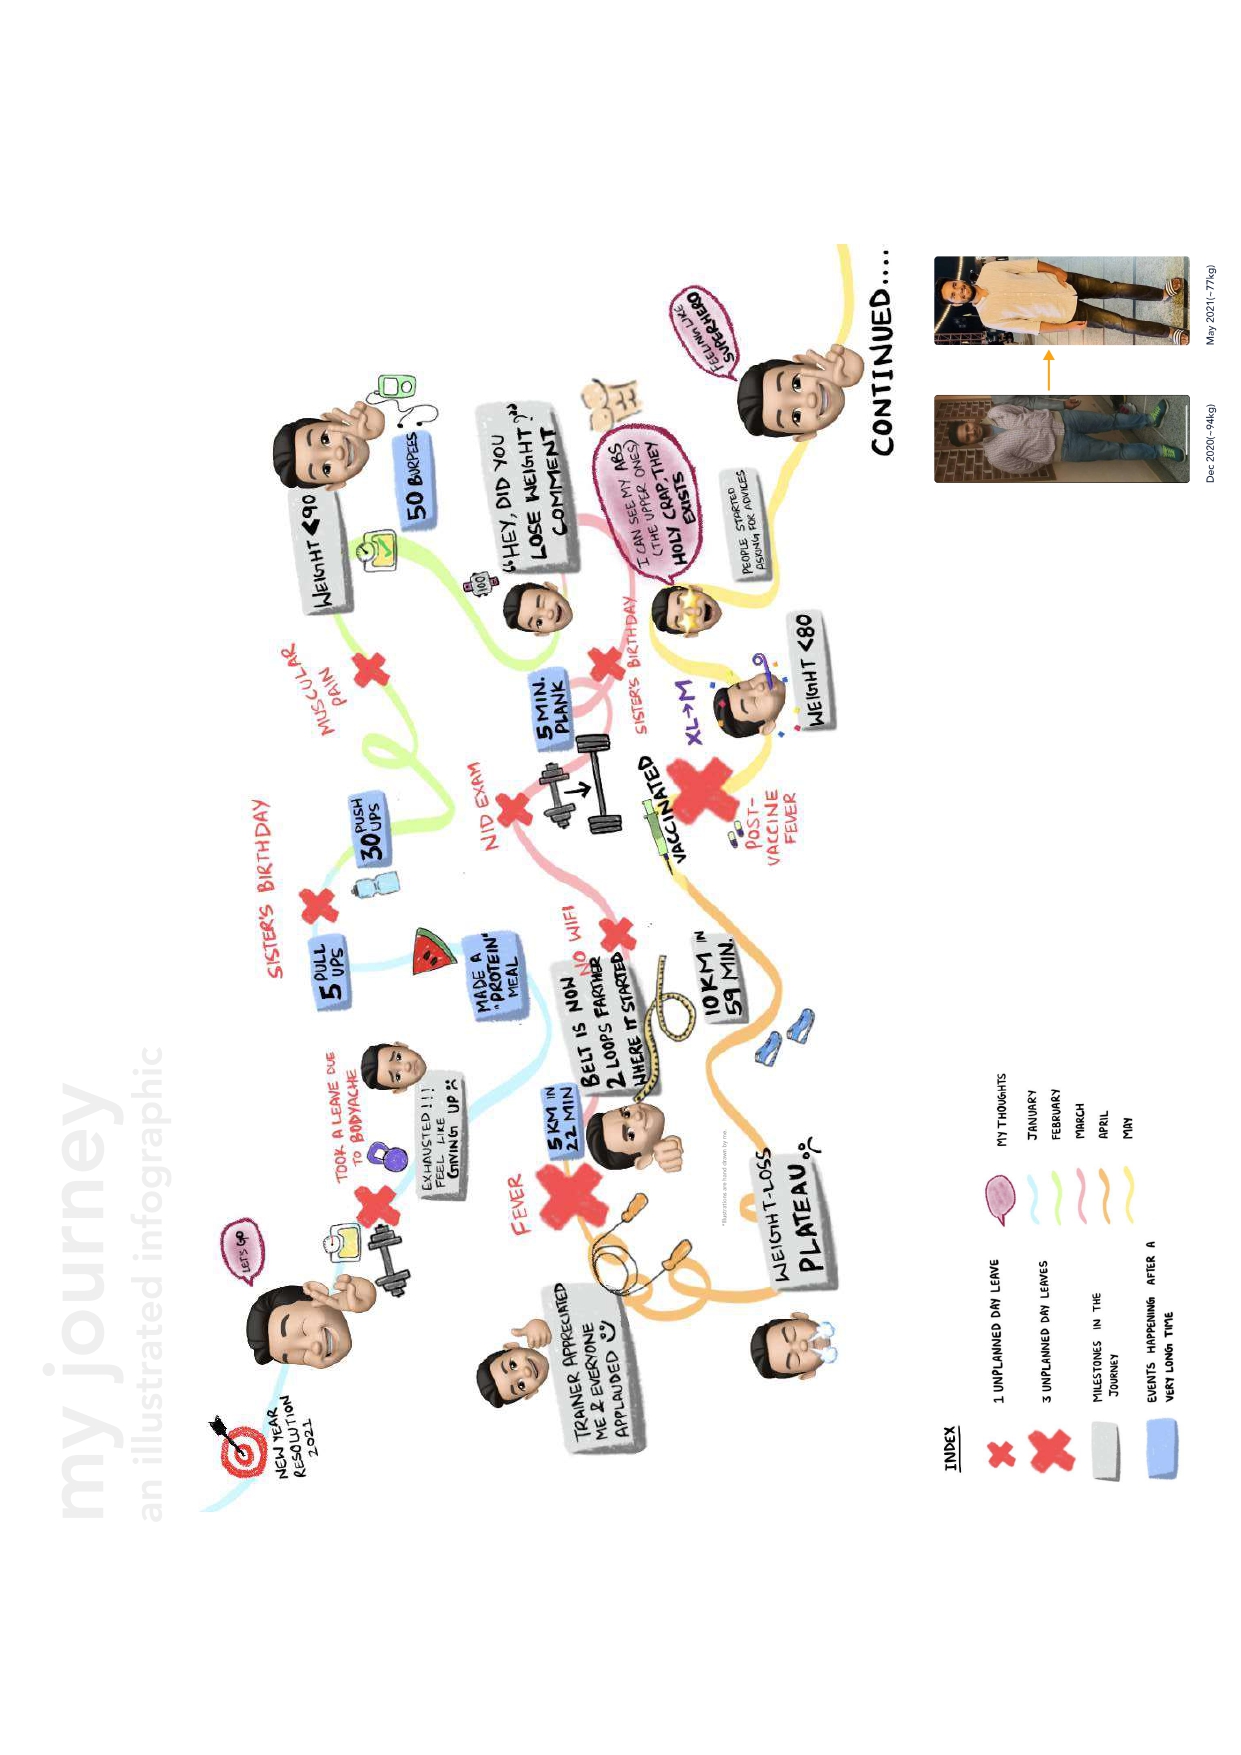 my journey
an illustrated infographic
NEW YEAR
RESOLUTION
2021
LET'S GO
TOOK A LEAVE DUE
TO BODYACHE
EXHAUSTED!!!
FEEL LIKE
GIVING UP
SISTER'S BIRTHDAY
5 PULL
UPS
30 PUSH
UPS
MADE A
"PROTEIN"
MEAL
MUSCULAR
PAIN
WEIGHT <90
50 BURPEES
100
"HEY, DID YOU
LOSE WEIGHT?"
COMMENT
NID EXAM
5 MIN.
PLANK
SISTER'S BIRTHDAY
NO WIFI
BELT IS NOW
2 LOOPS FARTHER
WHERE IT STARTED
5 KM IN
22 MIN
FEVER
TRAINER APPRECIATED
ME & EVERYONE
APPLAUDED
*Illustrations are hand drawn by me.
WEIGHT-LOSS
PLATEAU
10 KM IN
59 MIN.
VACCINATED
POST-
VACCINE
FEVER
XL→M
WEIGHT <80
I CAN SEE MY ABS
(THE UPPER ONES)
HOLY CRAP, THEY
EXISTS
PEOPLE STARTED
ASKING FOR ADVICES
FEELING LIKE
SUPERHERO
CONTINUED....
INDEX
1 UNPLANNED DAY LEAVE
3 UNPLANNED DAY LEAVES
MILESTONES IN THE
JOURNEY
EVENTS HAPPENING AFTER A
VERY LONG TIME
MY THOUGHTS
JANUARY
FEBRUARY
MARCH
APRIL
MAY
Dec 2020(~94kg)
May 2021(~77kg)